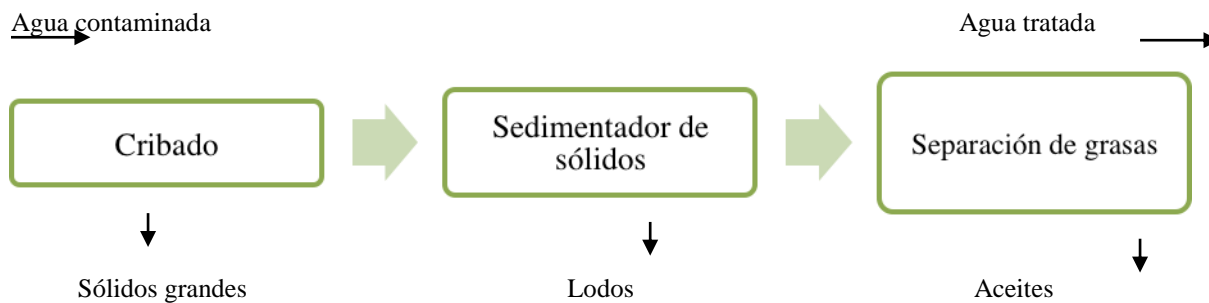 Agua contaminada
Agua tratada
Cribado
Sedimentador de
sólidos
Separación de grasas
Sólidos grandes
Lodos
Aceites